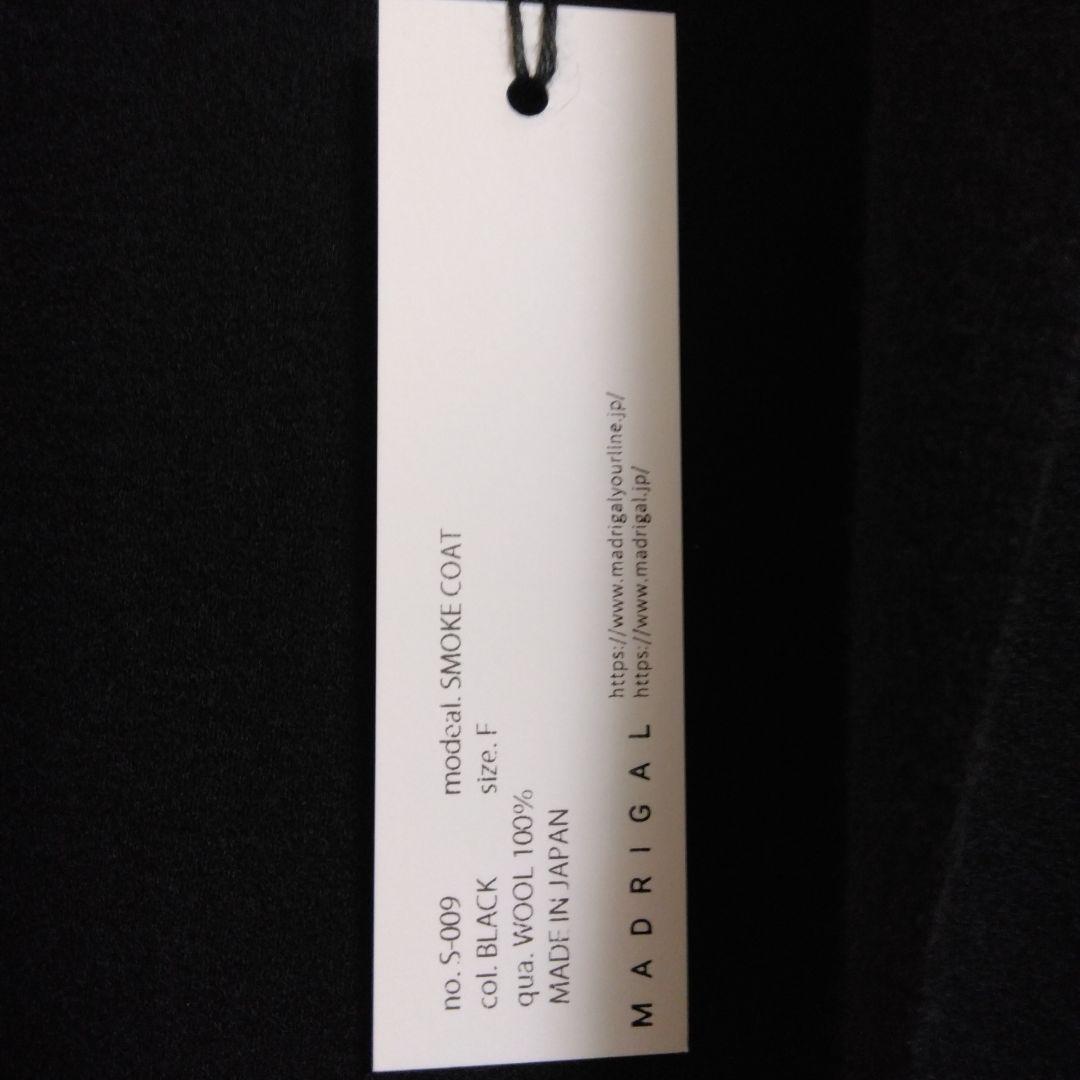 no. S-009 modeal. SMOKE COAT
col. BLACK size. F
qua. WOOL 100%
MADE IN JAPAN
https://www.madrigalyourline.jp/
MADRIGAL https://www.madrigal.jp/